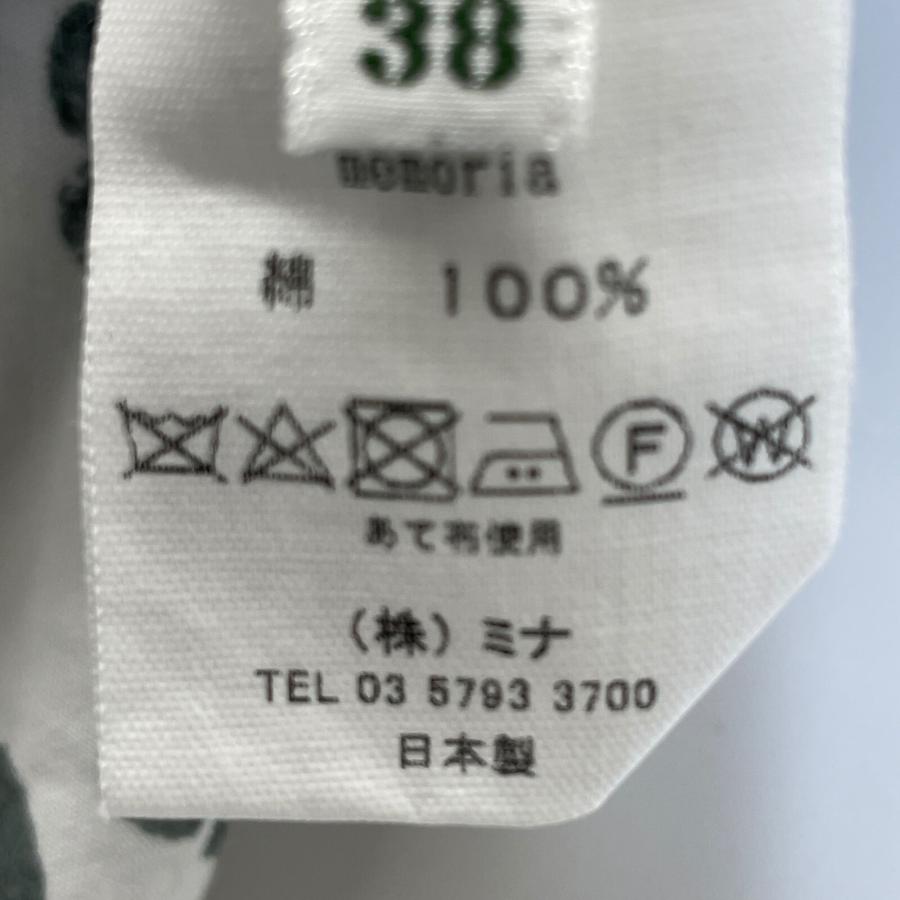 38
memoria
綿 100%
F W
あて布使用
(株) ミナ
TEL 03 5793 3700
日本製